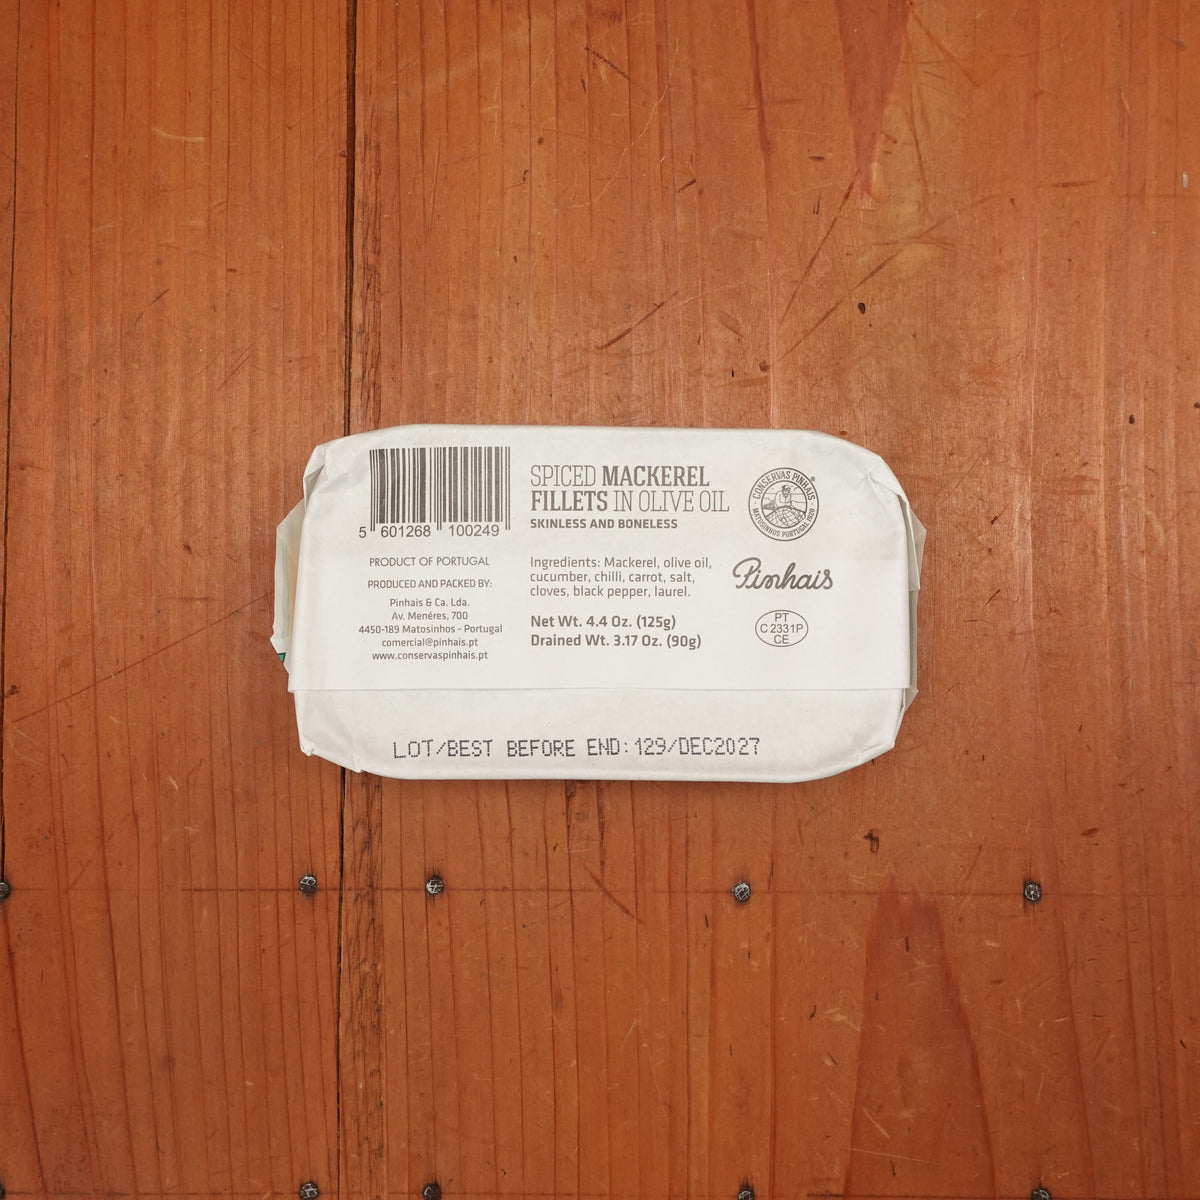 5 601268 100249
PRODUCT OF PORTUGAL
PRODUCED AND PACKED BY:
Pinhais & Ca. Lda.
Av. Menéres, 700
4450-189 Matosinhos - Portugal
comercial@pinhais.pt
www.conservaspinhais.pt
SPICED MACKEREL
FILLETS IN OLIVE OIL
SKINLESS AND BONELESS
Ingredients: Mackerel, olive oil,
cucumber, chilli, carrot, salt,
cloves, black pepper, laurel.
Net Wt. 4.4 Oz. (125g)
Drained Wt. 3.17 Oz. (90g)
CONSERVAS PINHAIS®
MATOSINHOS PORTUGAL 1920
Pinhais
PT
C 2331P
CE
LOT/BEST BEFORE END: 129/DEC2027